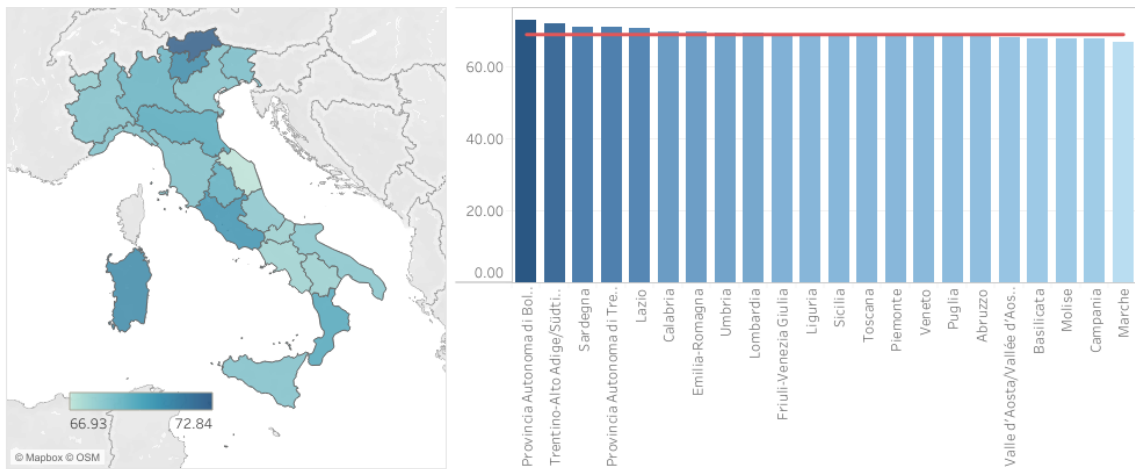 66.93 72.84
© Mapbox © OSM
60.00
40.00
20.00
0.00
Provincia Autonoma di Bol..
Trentino-Alto Adige/Südti..
Sardegna
Provincia Autonoma di Tre..
Lazio
Calabria
Emilia-Romagna
Umbria
Lombardia
Friuli-Venezia Giulia
Liguria
Sicilia
Toscana
Piemonte
Veneto
Puglia
Abruzzo
Valle d'Aosta/Vallée d'Aos..
Basilicata
Molise
Campania
Marche